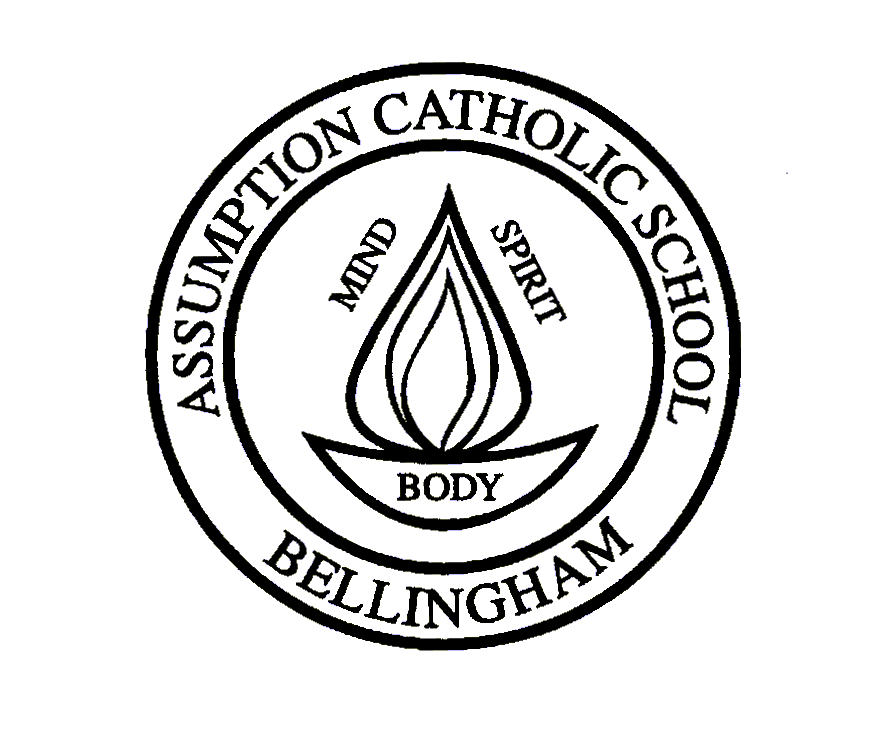 ASSUMPTION CATHOLIC SCHOOL
MIND
SPIRIT
BODY
BELLINGHAM